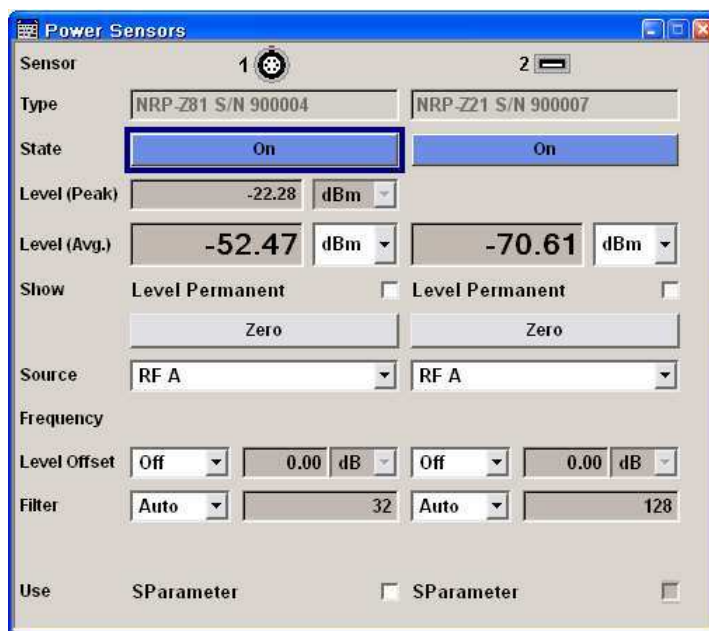 Power Sensors
Sensor 1 2
Type NRP-Z81 S/N 900004 NRP-Z21 S/N 900007
State On On
Level (Peak) -22.28 dBm
Level (Avg.) -52.47 dBm -70.61 dBm
Show Level Permanent Level Permanent
Zero Zero
Source RF A RF A
Frequency
Level Offset Off 0.00 dB Off 0.00 dB
Filter Auto 32 Auto 128
Use SParameter SParameter